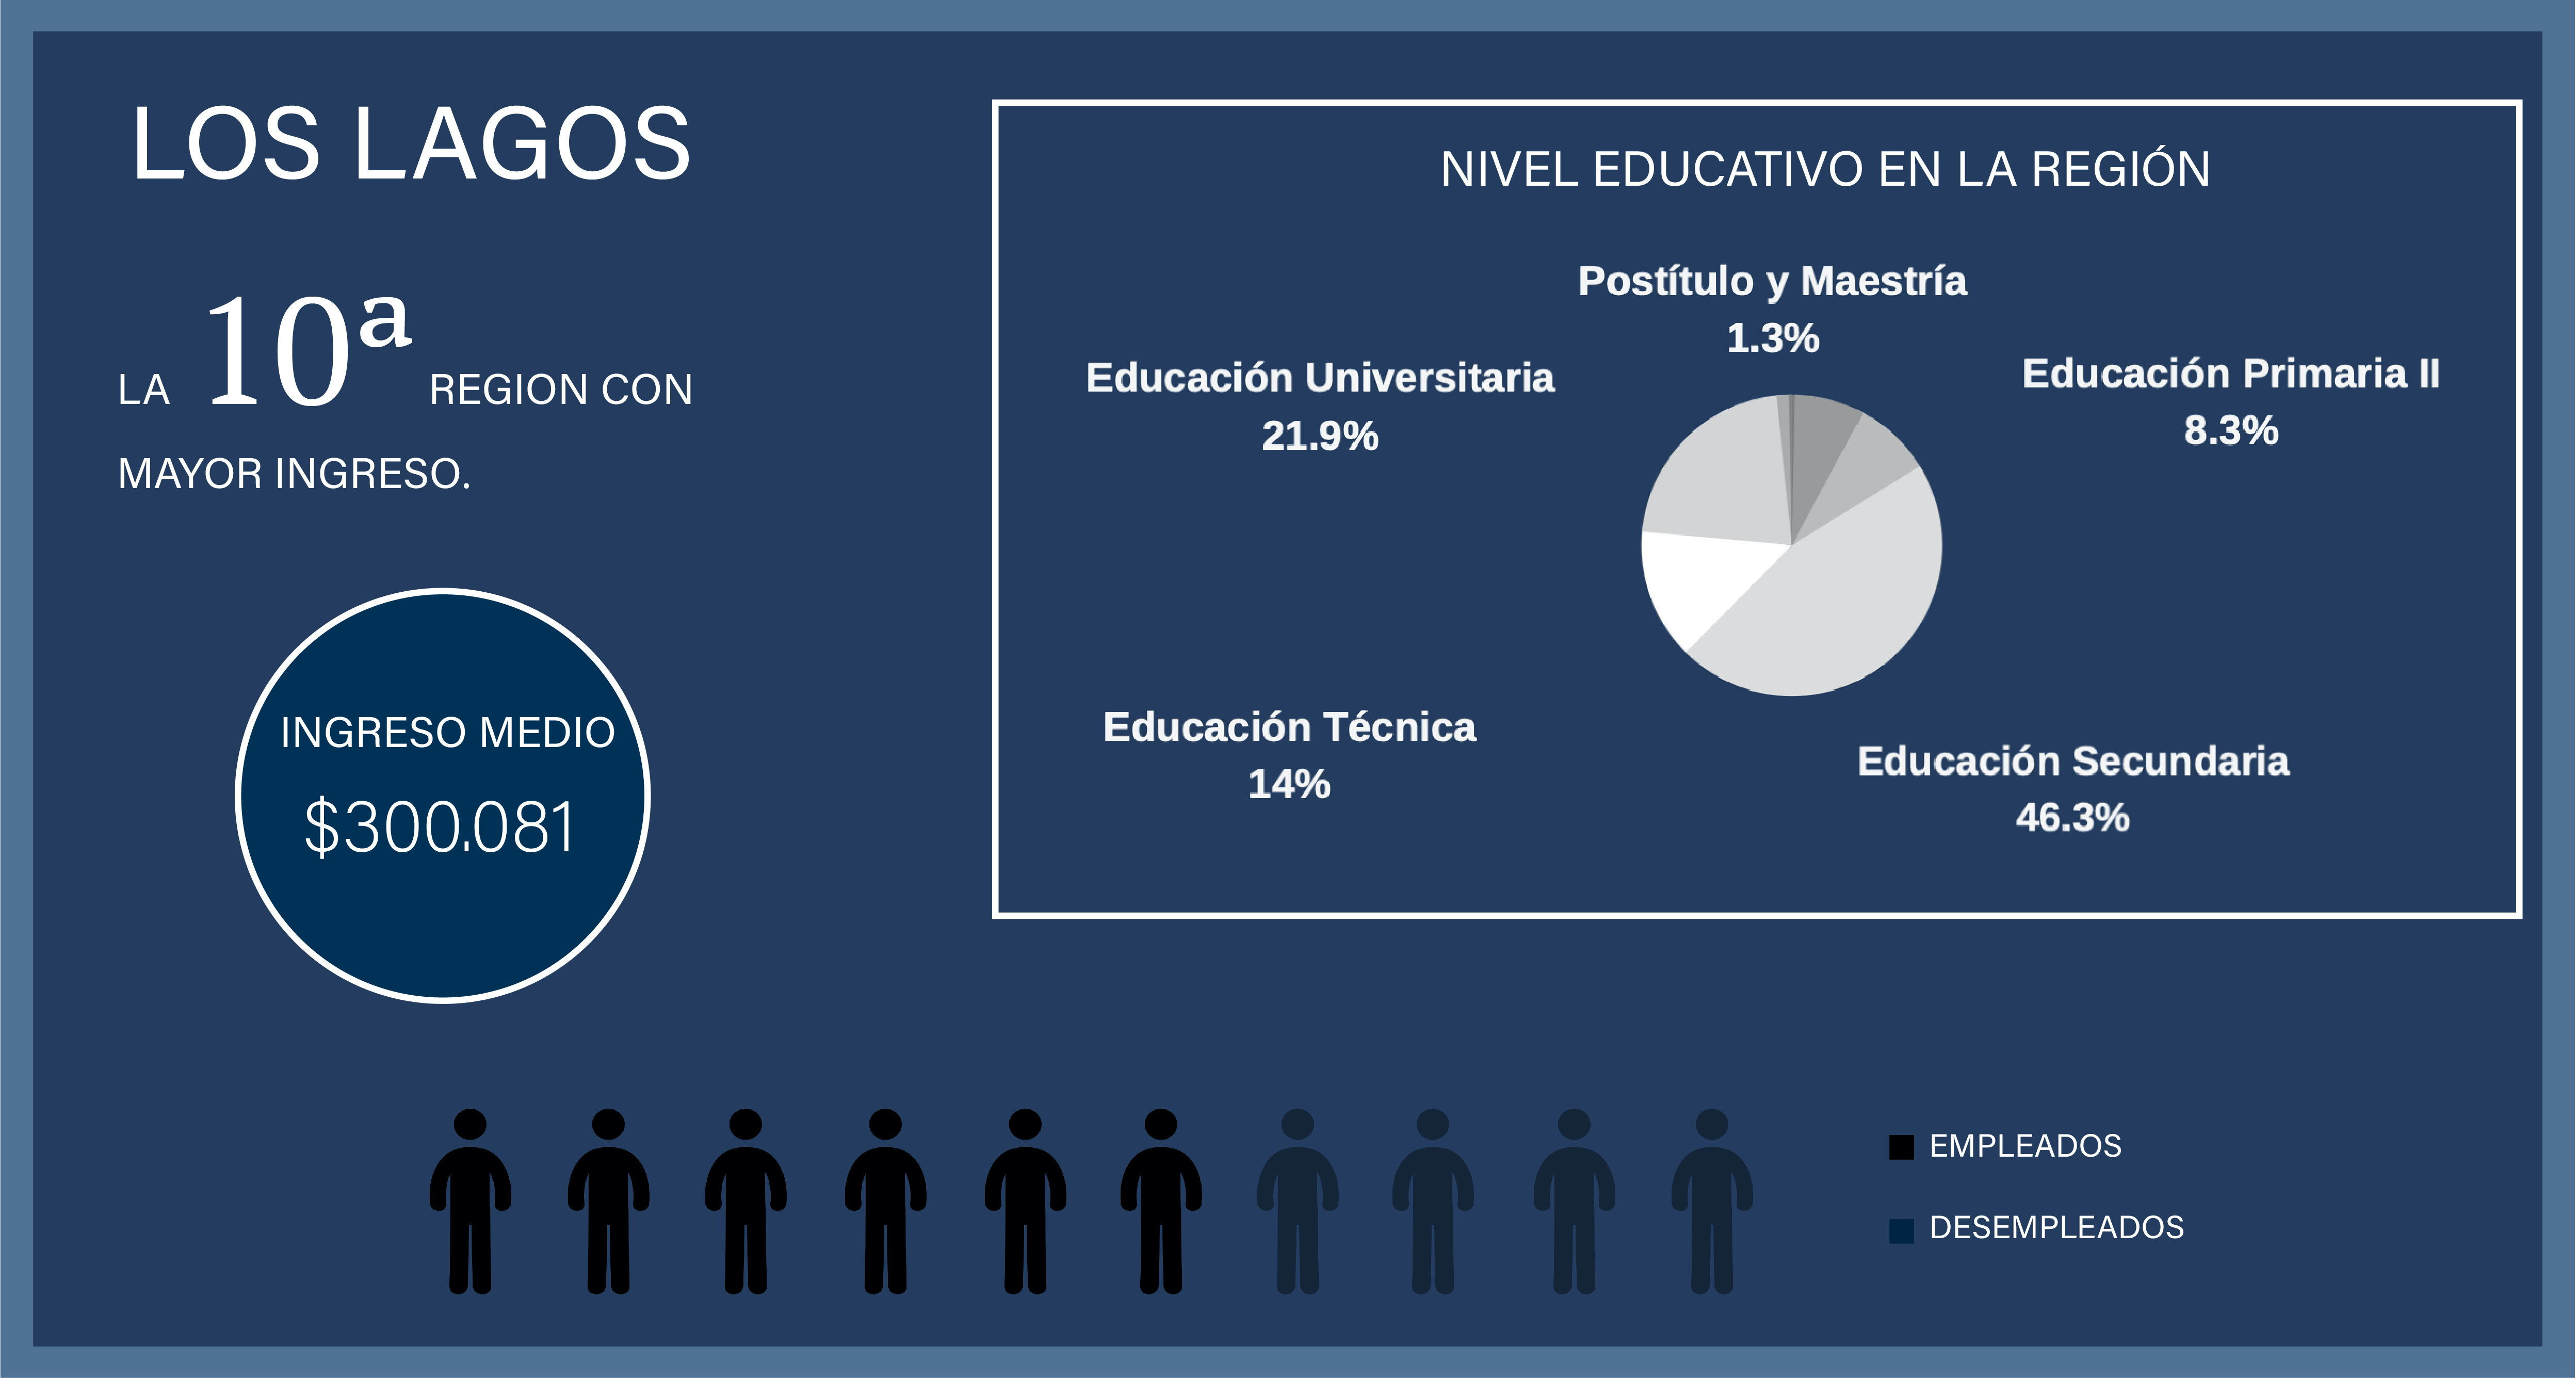 LOS LAGOS
LA 10ª REGION CON
MAYOR INGRESO.
INGRESO MEDIO
$300.081
NIVEL EDUCATIVO EN LA REGIÓN
Postítulo y Maestría
1.3%
Educación Universitaria
21.9%
Educación Primaria II
8.3%
Educación Técnica
14%
Educación Secundaria
46.3%
EMPLEADOS
DESEMPLEADOS